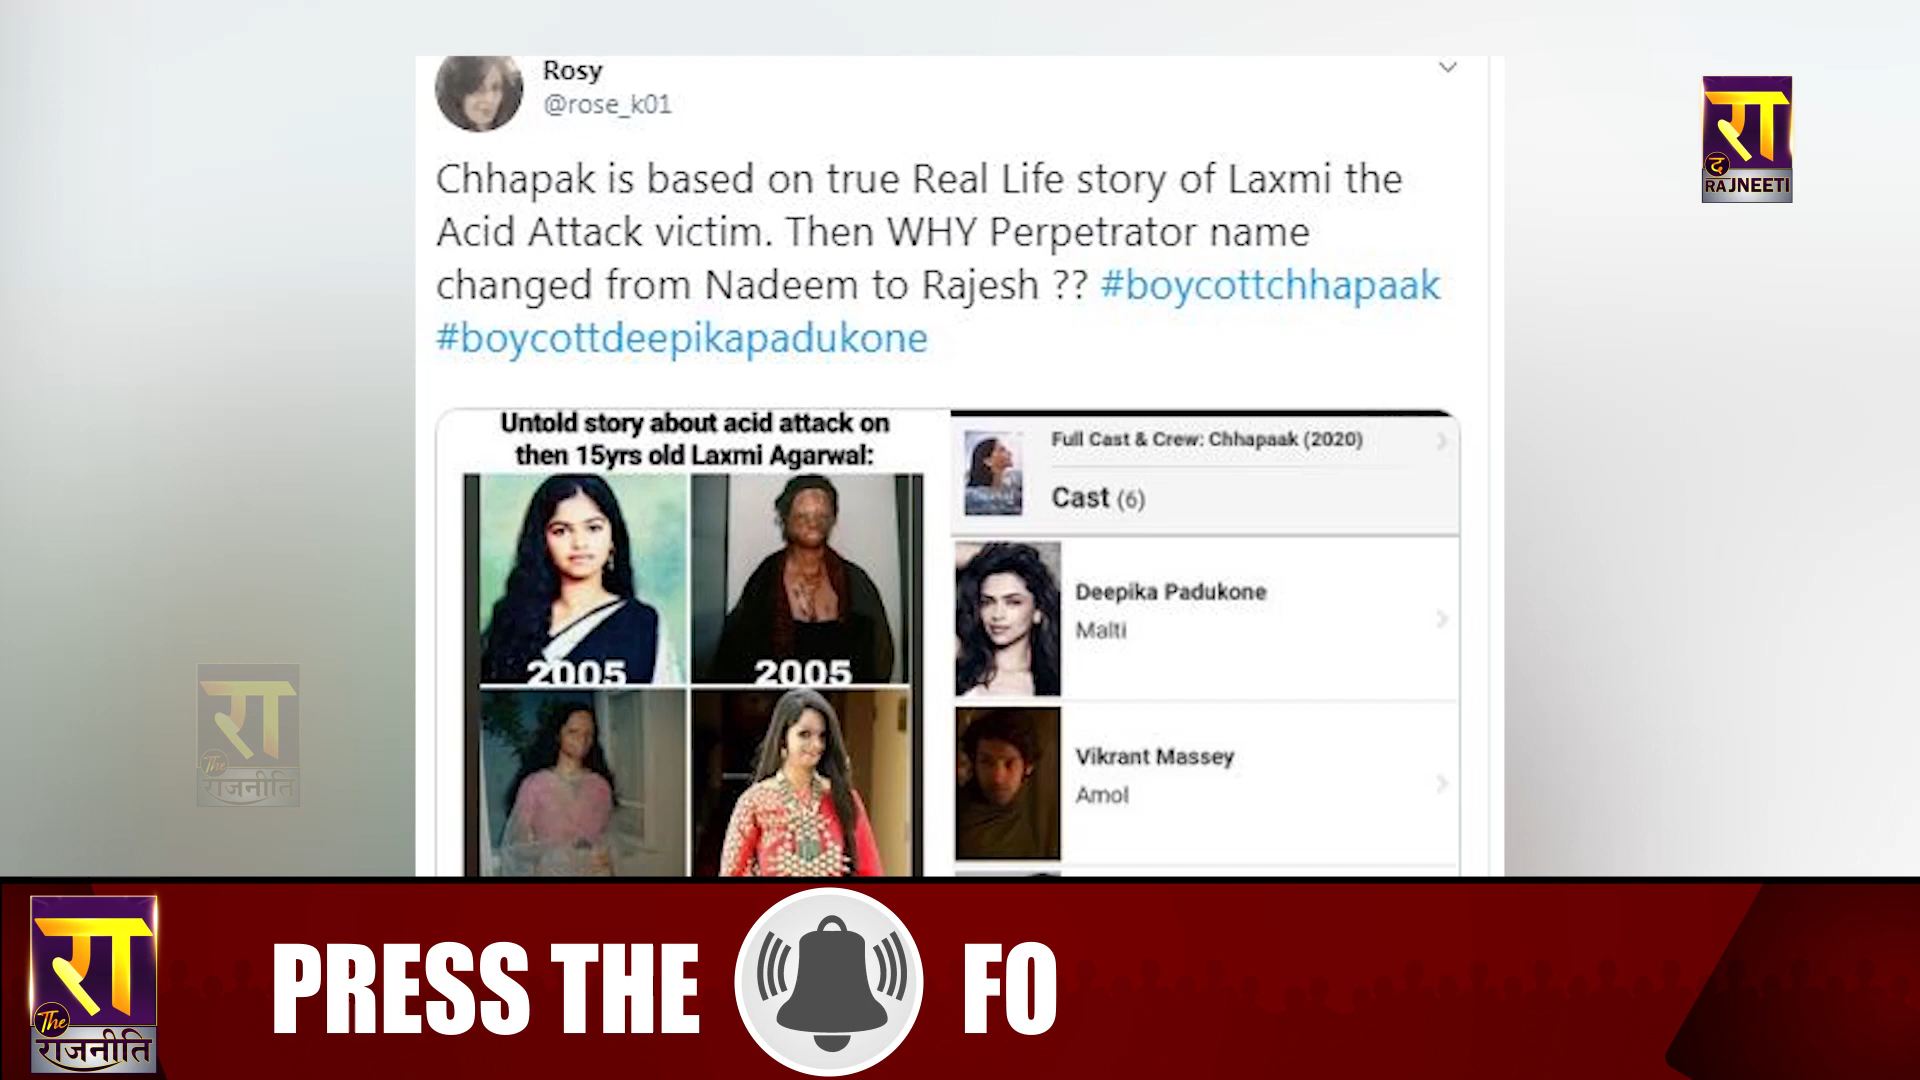 Rosy
@rose_k01
Chhapak is based on true Real Life story of Laxmi the
Acid Attack victim. Then WHY Perpetrator name
changed from Nadeem to Rajesh ?? #boycottchhapaak
#boycottdeepikapadukone
Untold story about acid attack on
then 15yrs old Laxmi Agarwal:
2005
2005
Full Cast & Crew: Chhapaak (2020)
Cast (6)
Deepika Padukone
Malti
Vikrant Massey
Amol
रा
द
RAJNEETI
रा
The
राजनीति
रा
The
राजनीति
PRESS THE
FO